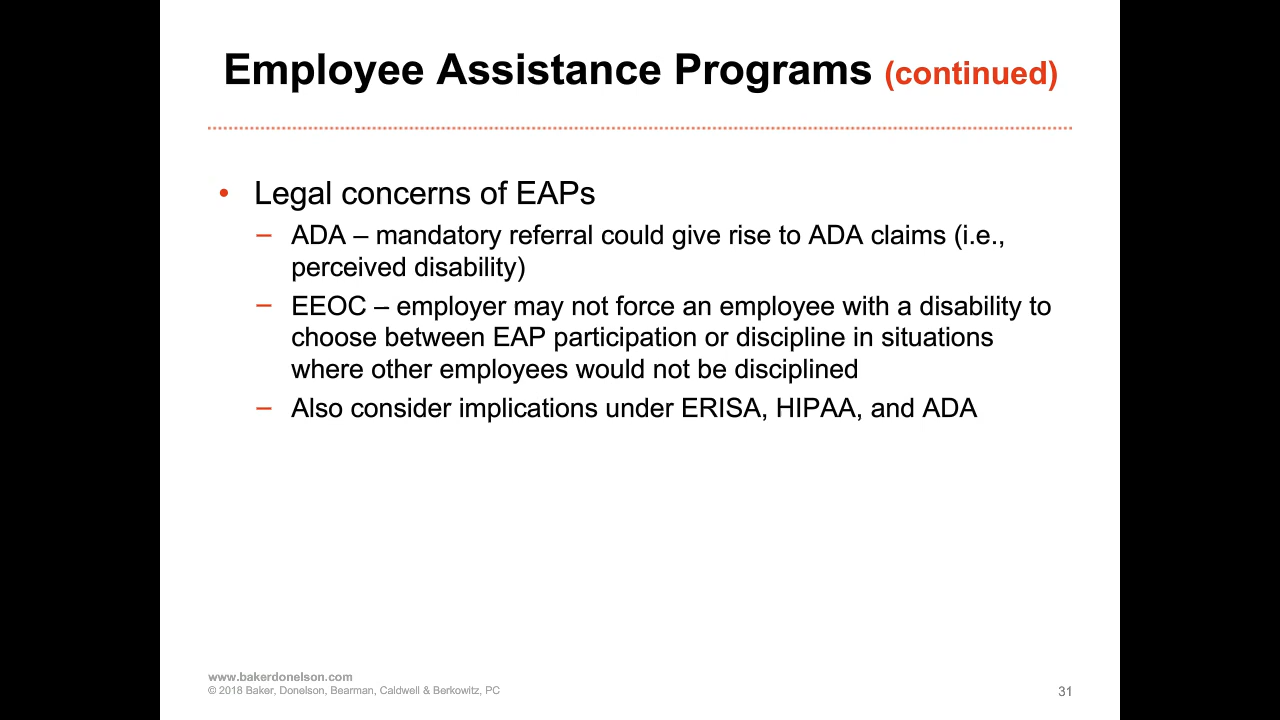 Employee Assistance Programs (continued)
• Legal concerns of EAPs
– ADA – mandatory referral could give rise to ADA claims (i.e.,
perceived disability)
– EEOC – employer may not force an employee with a disability to
choose between EAP participation or discipline in situations
where other employees would not be disciplined
– Also consider implications under ERISA, HIPAA, and ADA
www.bakerdonelson.com
© 2018 Baker, Donelson, Bearman, Caldwell & Berkowitz, PC
31